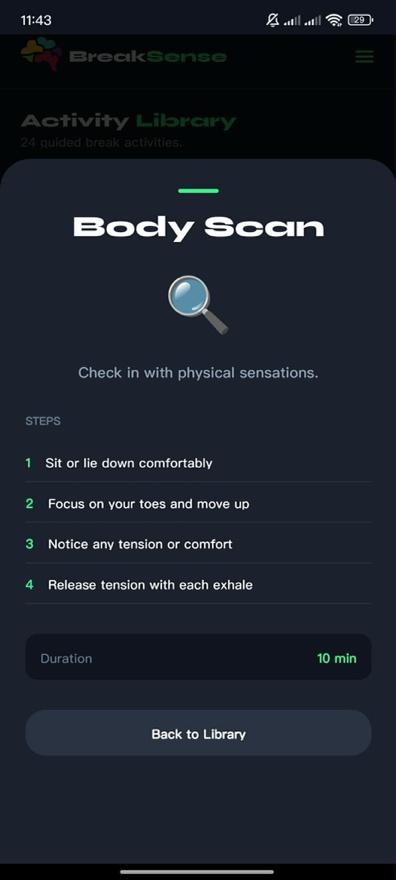 11:43
29
BreakSense
Activity Library
24 guided break activities.
Body Scan
Check in with physical sensations.
STEPS
1 Sit or lie down comfortably
2 Focus on your toes and move up
3 Notice any tension or comfort
4 Release tension with each exhale
Duration 10 min
Back to Library